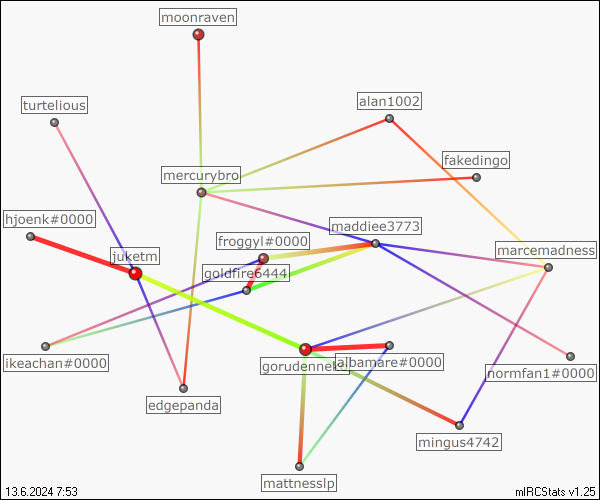 moonraven
turtelious
alan1002
fakedingo
mercurybro
hjoenk#0000
maddiee3773
froggyl#0000
marcemadness
juketm
goldfire6444
ikeachan#0000
gorudenneko
albamare#0000
normfan1#0000
edgepanda
mingus4742
mattnesslp
13.6.2024 7:53
mIRCStats v1.25